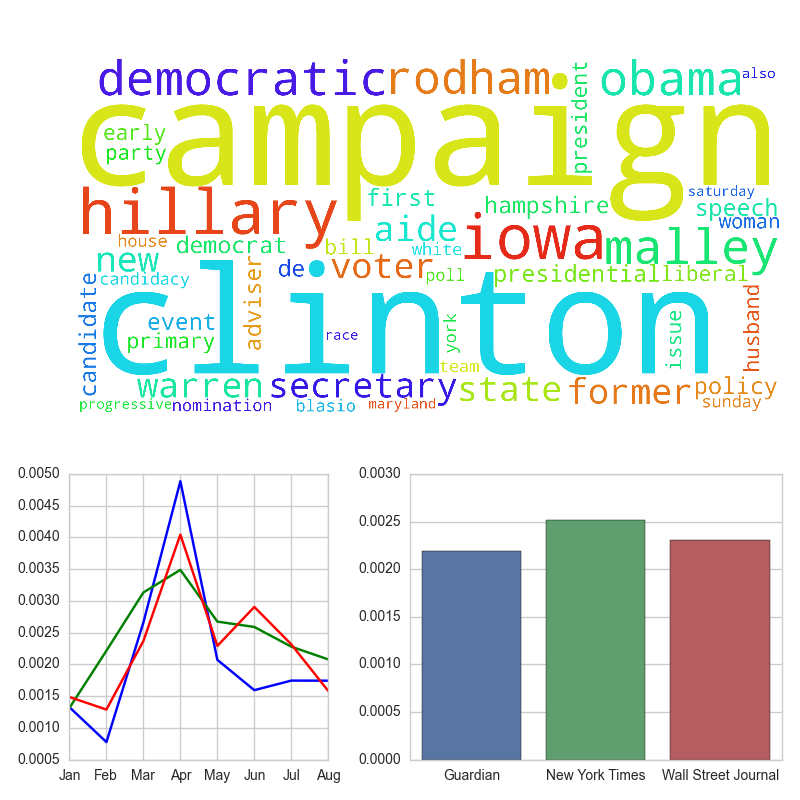 democratic rodham obama also
campaign
president
early
party
hillary first hampshire saturday
speech
woman
house democrat bill aide white iowa malley
new de voter poll presidential liberal
candidacy
candidate adviser clinton husband
event
primary race york issue
team
warren secretary state former policy
progressive nomination blasio maryland sunday
0.0050
0.0045
0.0040
0.0035
0.0030
0.0025
0.0020
0.0015
0.0010
0.0005
Jan Feb Mar Apr May Jun Jul Aug
0.0030
0.0025
0.0020
0.0015
0.0010
0.0005
0.0000
Guardian New York Times Wall Street Journal